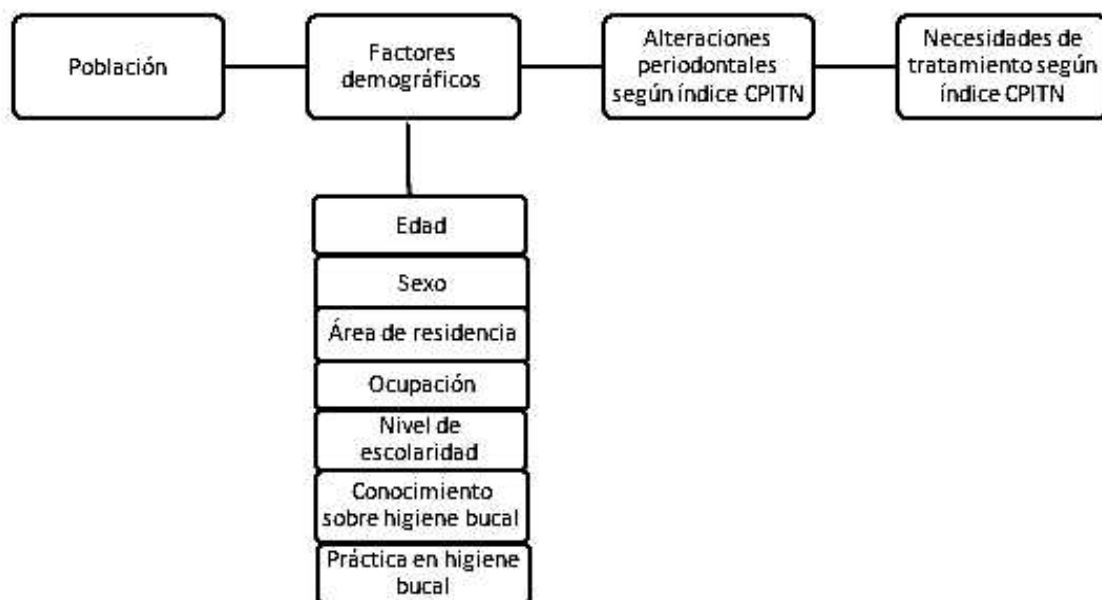 Población
Factores
demográficos
Alteraciones
periodontales
según índice CPITN
Necesidades de
tratamiento según
índice CPITN
Edad
Sexo
Área de residencia
Ocupación
Nivel de
escolaridad
Conocimiento
sobre higiene bucal
Práctica en higiene
bucal